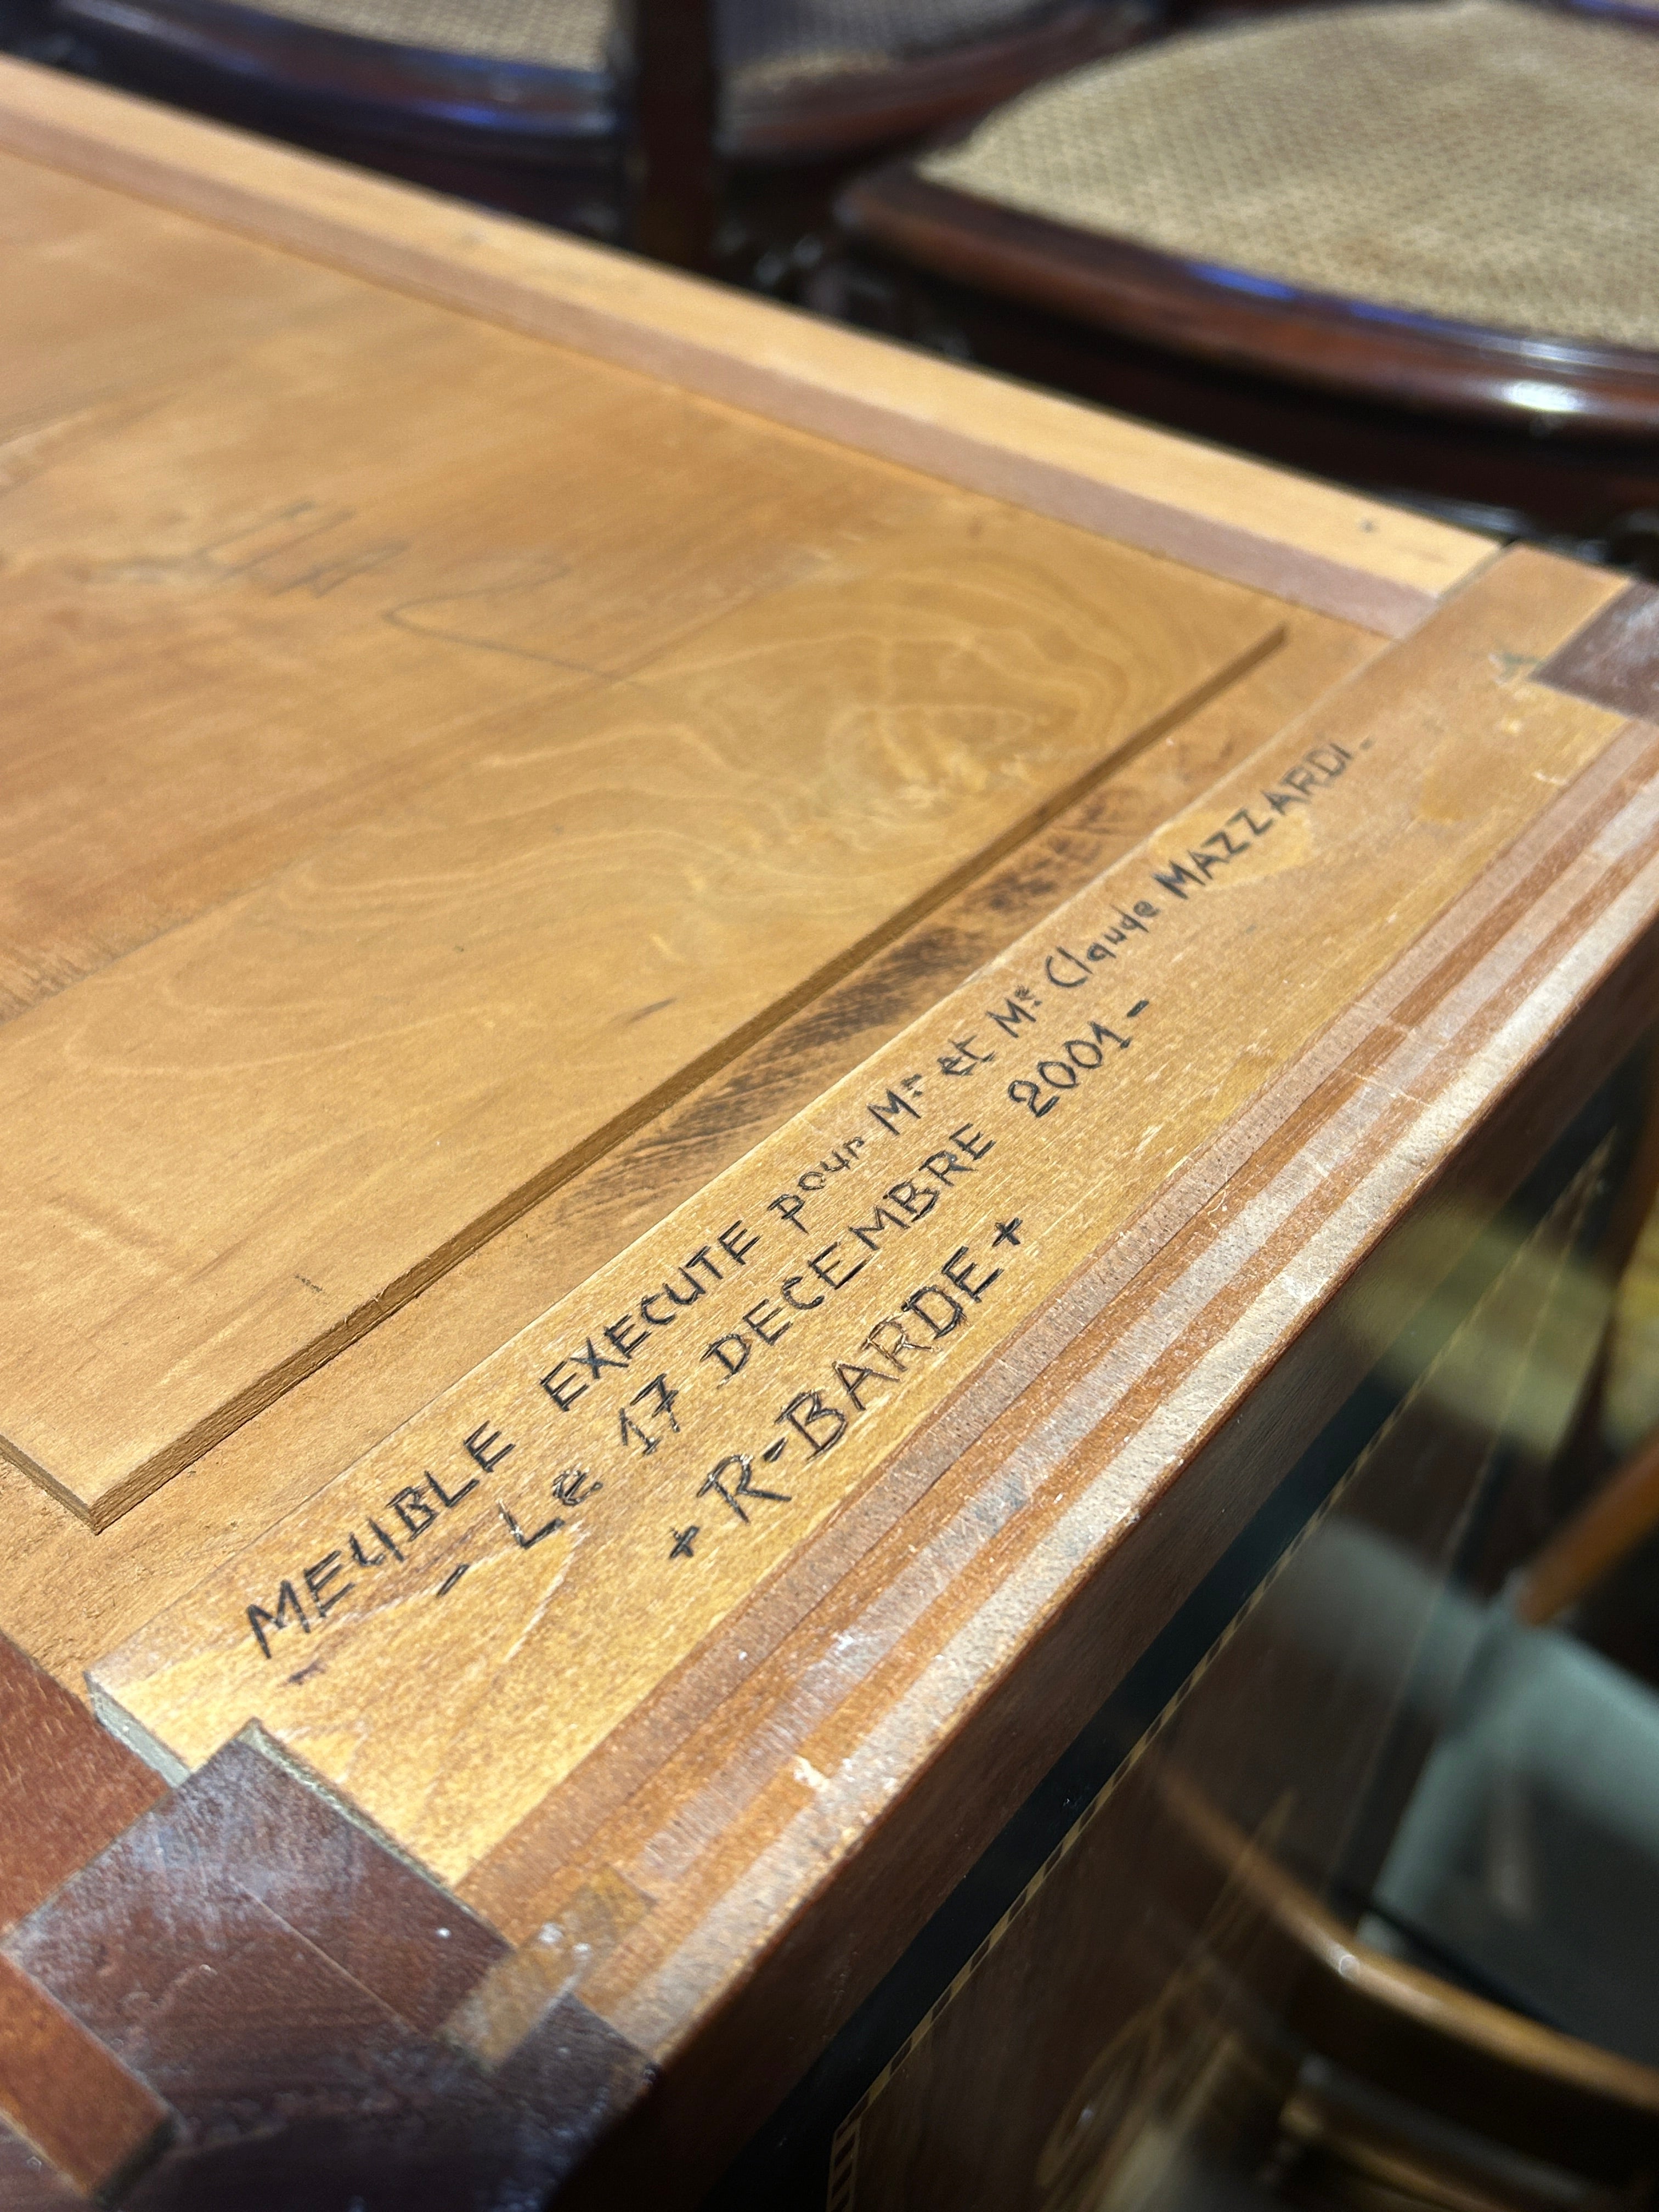 MEUBLE EXECUTE pour Mr et Me Claude MAZZARDI-
- Le 17 DECEMBRE 2001 -
+ R-BARDE +